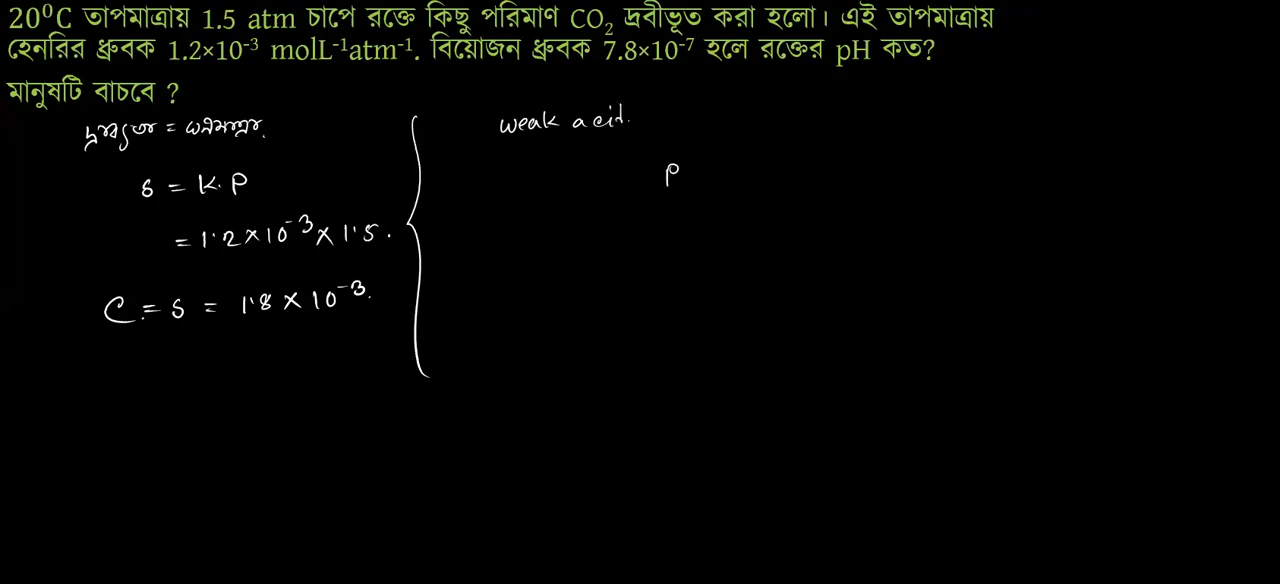 20⁰C তাপমাত্রায় 1.5 atm চাপে রক্তে কিছু পরিমাণ CO₂ দ্রবীভূত করা হলো। এই তাপমাত্রায়
হেনরির ধ্রুবক 1.2×10⁻³ molL⁻¹atm⁻¹. বিয়োজন ধ্রুবক 7.8×10⁻⁷ হলে রক্তের pH কত?
মানুষটি বাচবে ?
দ্রাব্যতা =
S = K.P
= 1.2×10⁻³×1.5.
C = S = 1.8×10⁻³.
weak acid.
P